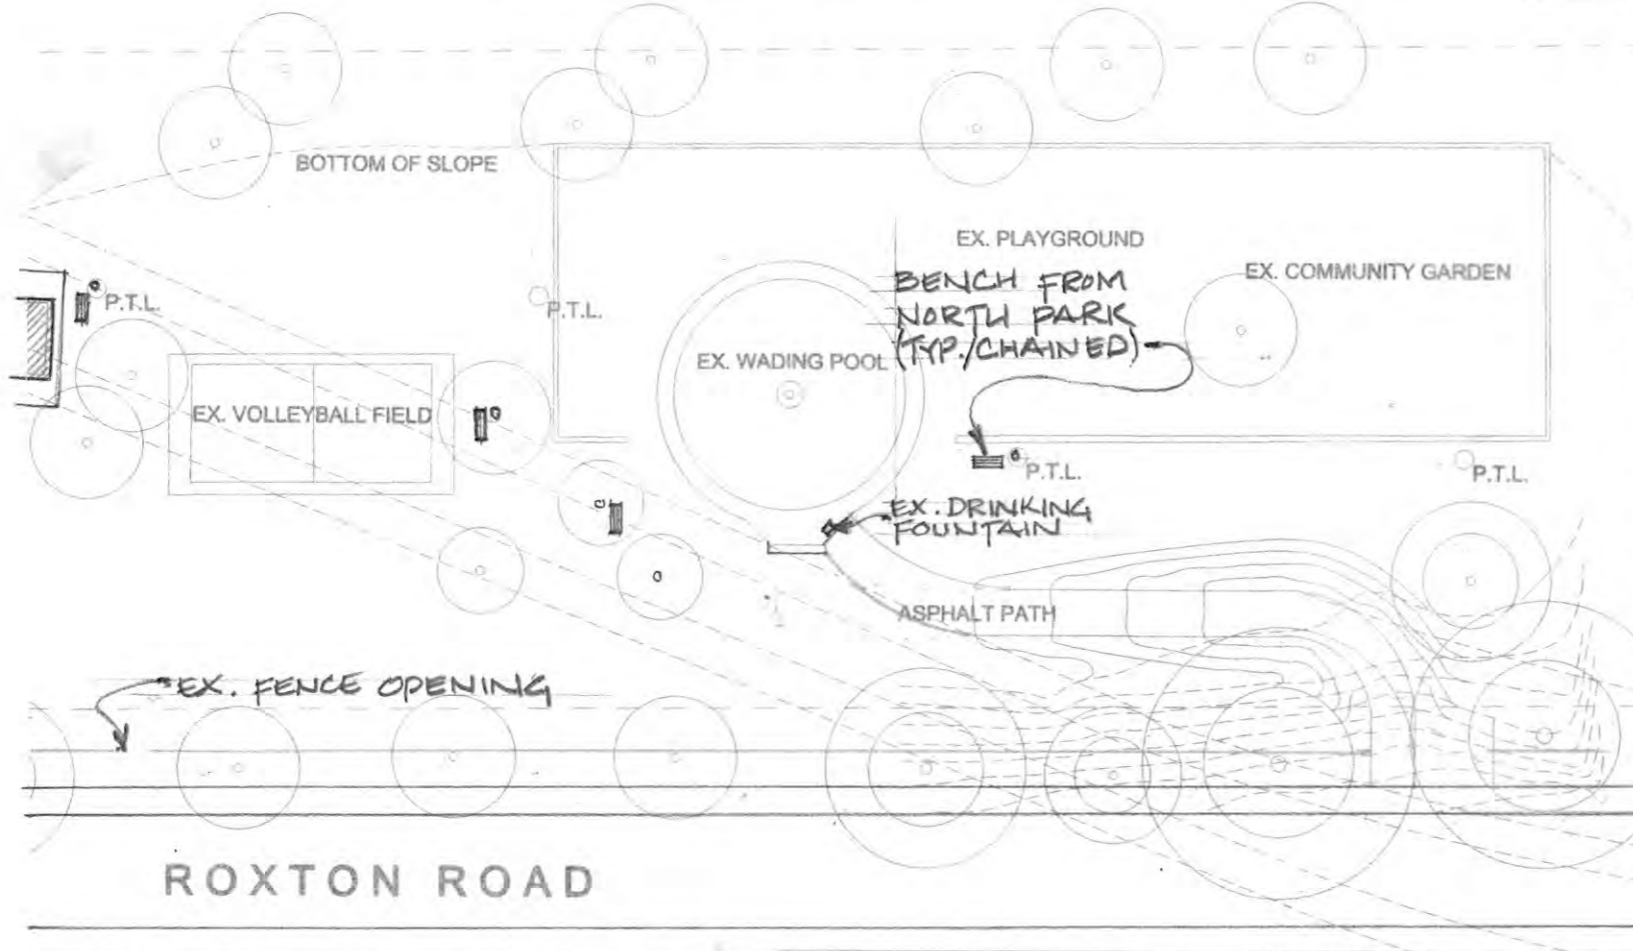 BOTTOM OF SLOPE
EX. PLAYGROUND
BENCH FROM
NORTH PARK
(TYP./CHAINED)
EX. COMMUNITY GARDEN
P.T.L.
P.T.L.
EX. WADING POOL
EX. VOLLEYBALL FIELD
P.T.L.
P.T.L.
EX. DRINKING
FOUNTAIN
ASPHALT PATH
EX. FENCE OPENING
ROXTON ROAD